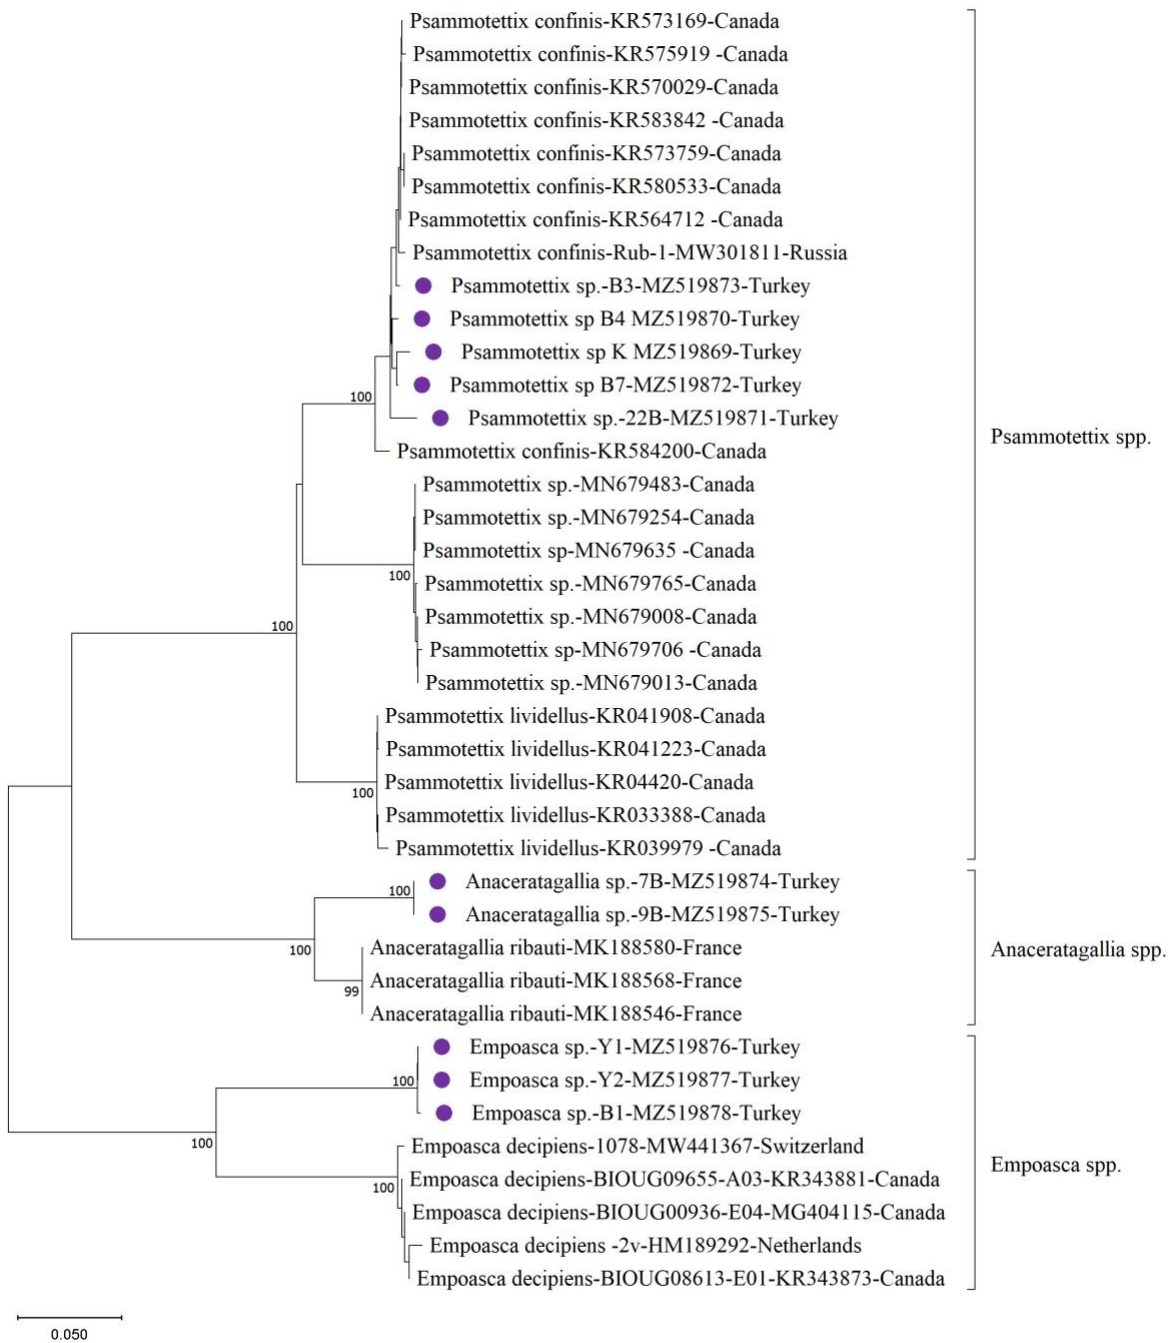 Psammotettix confinis-KR573169-Canada
Psammotettix confinis-KR575919 -Canada
Psammotettix confinis-KR570029-Canada
Psammotettix confinis-KR583842 -Canada
Psammotettix confinis-KR573759-Canada
Psammotettix confinis-KR580533-Canada
Psammotettix confinis-KR564712 -Canada
Psammotettix confinis-Rub-1-MW301811-Russia
Psammotettix sp.-B3-MZ519873-Turkey
Psammotettix sp B4 MZ519870-Turkey
Psammotettix sp K MZ519869-Turkey
Psammotettix sp B7-MZ519872-Turkey
100
Psammotettix sp.-22B-MZ519871-Turkey
Psammotettix spp.
Psammotettix confinis-KR584200-Canada
Psammotettix sp.-MN679483-Canada
Psammotettix sp.-MN679254-Canada
Psammotettix sp-MN679635 -Canada
100
Psammotettix sp.-MN679765-Canada
Psammotettix sp.-MN679008-Canada
100
Psammotettix sp-MN679706 -Canada
Psammotettix sp.-MN679013-Canada
Psammotettix lividellus-KR041908-Canada
Psammotettix lividellus-KR041223-Canada
Psammotettix lividellus-KR04420-Canada
100
Psammotettix lividellus-KR033388-Canada
Psammotettix lividellus-KR039979 -Canada
Anaceratagallia sp.-7B-MZ519874-Turkey
100
Anaceratagallia sp.-9B-MZ519875-Turkey
100
Anaceratagallia ribauti-MK188580-France
Anaceratagallia spp.
Anaceratagallia ribauti-MK188568-France
99
Anaceratagallia ribauti-MK188546-France
Empoasca sp.-Y1-MZ519876-Turkey
100
Empoasca sp.-Y2-MZ519877-Turkey
Empoasca sp.-B1-MZ519878-Turkey
100
Empoasca decipiens-1078-MW441367-Switzerland
Empoasca spp.
Empoasca decipiens-BIOUG09655-A03-KR343881-Canada
100
Empoasca decipiens-BIOUG00936-E04-MG404115-Canada
Empoasca decipiens -2v-HM189292-Netherlands
Empoasca decipiens-BIOUG08613-E01-KR343873-Canada
0.050